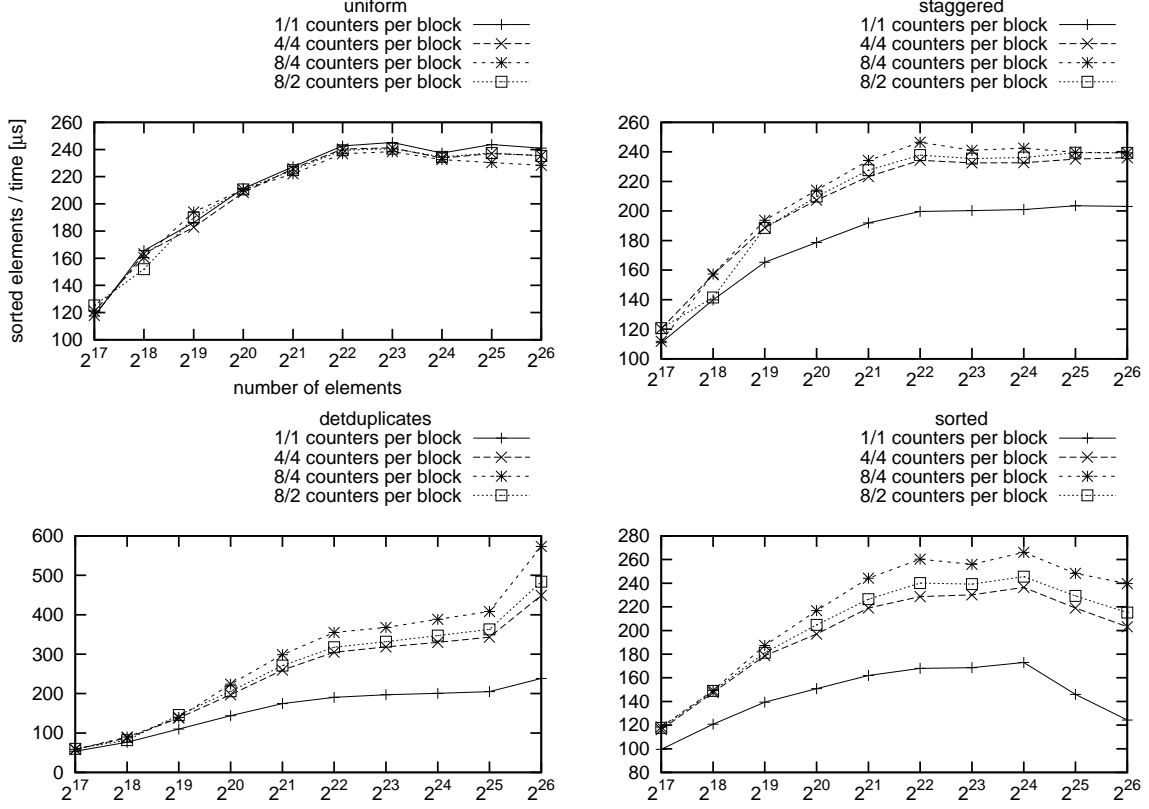 uniform
1/1 counters per block
4/4 counters per block
8/4 counters per block
8/2 counters per block
sorted elements / time [µs]
260
240
220
200
180
160
140
120
100
2^17 2^18 2^19 2^20 2^21 2^22 2^23 2^24 2^25 2^26
number of elements
staggered
1/1 counters per block
4/4 counters per block
8/4 counters per block
8/2 counters per block
260
240
220
200
180
160
140
120
100
2^17 2^18 2^19 2^20 2^21 2^22 2^23 2^24 2^25 2^26
detduplicates
1/1 counters per block
4/4 counters per block
8/4 counters per block
8/2 counters per block
600
500
400
300
200
100
0
2^17 2^18 2^19 2^20 2^21 2^22 2^23 2^24 2^25 2^26
sorted
1/1 counters per block
4/4 counters per block
8/4 counters per block
8/2 counters per block
280
260
240
220
200
180
160
140
120
100
80
2^17 2^18 2^19 2^20 2^21 2^22 2^23 2^24 2^25 2^26